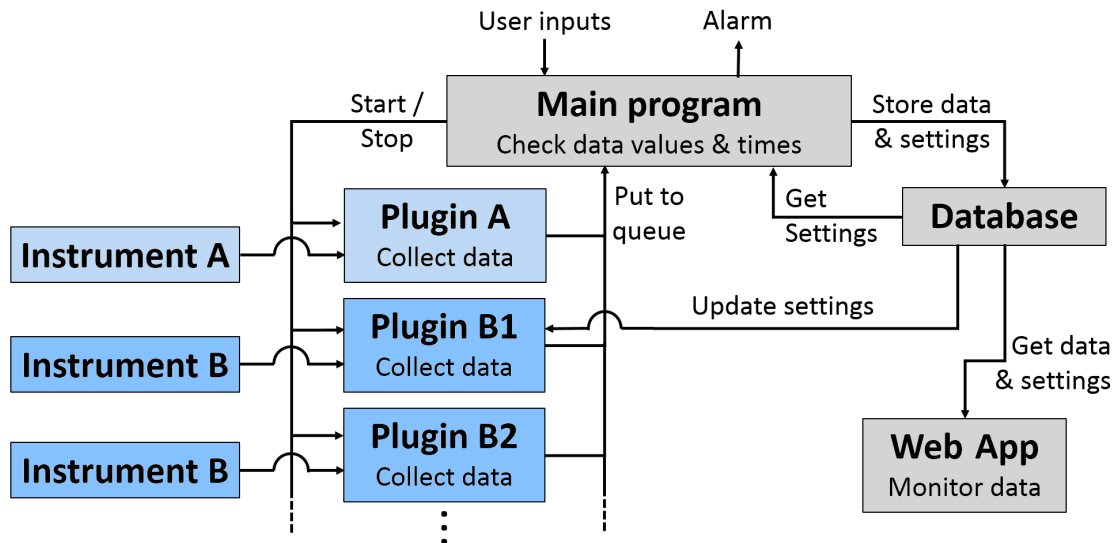 User inputs
Alarm
Start /
Stop
Main program
Check data values & times
Store data
& settings
Put to
queue
Get
Settings
Database
Plugin A
Collect data
Instrument A
Plugin B1
Collect data
Update settings
Instrument B
Get data
& settings
Plugin B2
Collect data
Instrument B
Web App
Monitor data